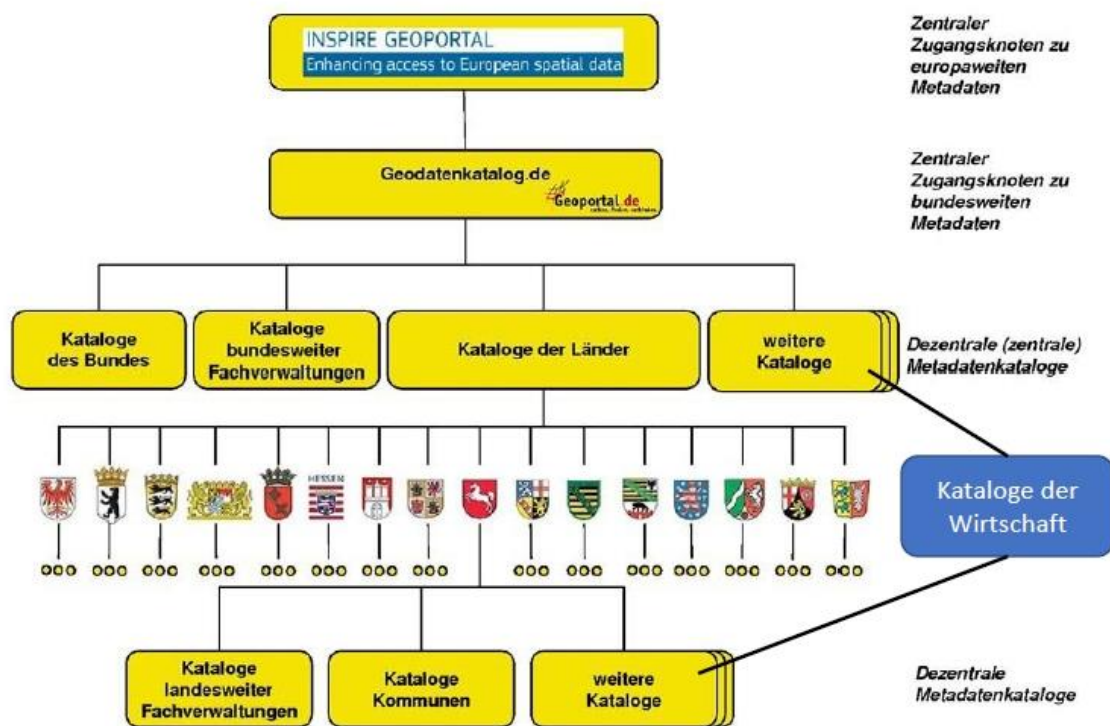 INSPIRE GEOPORTAL
Enhancing access to European spatial data
Zentraler
Zugangsknoten zu
europaweiten
Metadaten
Geodatenkatalog.de
Geoportal.de
Zentraler
Zugangsknoten zu
bundesweiten
Metadaten
Kataloge
des Bundes
Kataloge
bundesweiter
Fachverwaltungen
Kataloge der Länder
weitere
Kataloge
Dezentrale (zentrale)
Metadatenkataloge
HESSEN
Kataloge der
Wirtschaft
Kataloge
landesweiter
Fachverwaltungen
Kataloge
Kommunen
weitere
Kataloge
Dezentrale
Metadatenkataloge